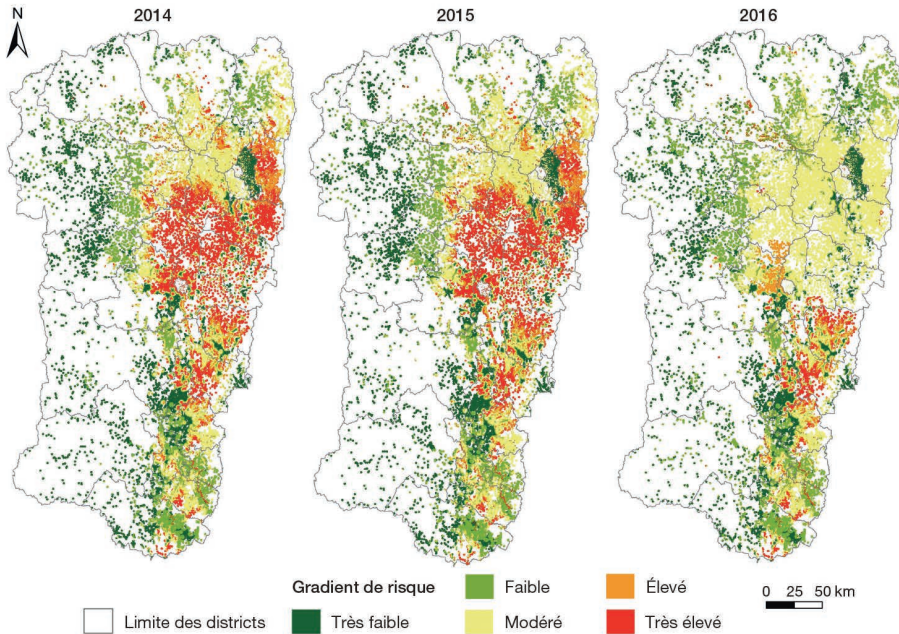 2014
2015
2016
N
Gradient de risque
Faible
Élevé
0 25 50 km
Limite des districts
Très faible
Modéré
Très élevé